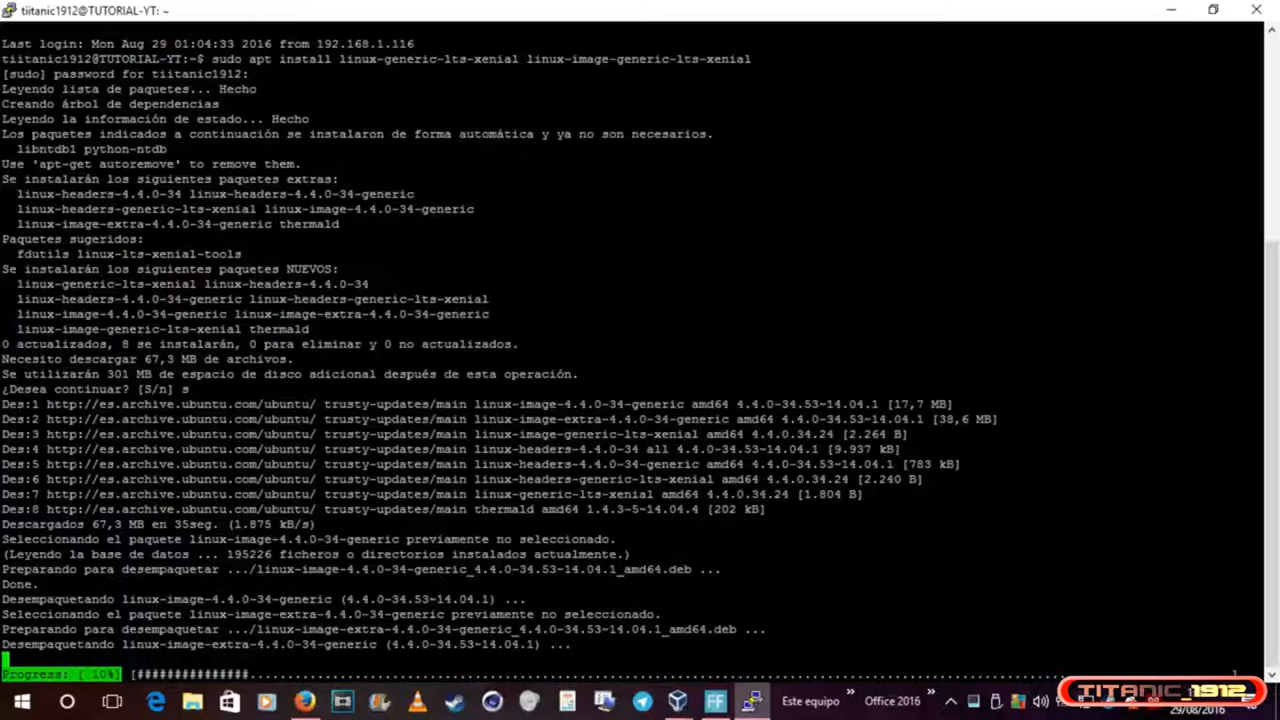 tiitanic1912@TUTORIAL-YT: ~
Last login: Mon Aug 29 01:04:33 2016 from 192.168.1.116
tiitanic1912@TUTORIAL-YT:~$ sudo apt install linux-generic-lts-xenial linux-image-generic-lts-xenial
[sudo] password for tiitanic1912:
Leyendo lista de paquetes... Hecho
Creando árbol de dependencias
Leyendo la información de estado... Hecho
Los paquetes indicados a continuación se instalaron de forma automática y ya no son necesarios.
libntdb1 python-ntdb
Use 'apt-get autoremove' to remove them.
Se instalarán los siguientes paquetes extras:
linux-headers-4.4.0-34 linux-headers-4.4.0-34-generic
linux-headers-generic-lts-xenial linux-image-4.4.0-34-generic
linux-image-extra-4.4.0-34-generic thermald
Paquetes sugeridos:
fdutils linux-lts-xenial-tools
Se instalarán los siguientes paquetes NUEVOS:
linux-generic-lts-xenial linux-headers-4.4.0-34
linux-headers-4.4.0-34-generic linux-headers-generic-lts-xenial
linux-image-4.4.0-34-generic linux-image-extra-4.4.0-34-generic
linux-image-generic-lts-xenial thermald
0 actualizados, 8 se instalarán, 0 para eliminar y 0 no actualizados.
Necesito descargar 67,3 MB de archivos.
Se utilizarán 301 MB de espacio de disco adicional después de esta operación.
¿Desea continuar? [S/n] s
Des:1 http://es.archive.ubuntu.com/ubuntu/ trusty-updates/main linux-image-4.4.0-34-generic amd64 4.4.0-34.53~14.04.1 [17,7 MB]
Des:2 http://es.archive.ubuntu.com/ubuntu/ trusty-updates/main linux-image-extra-4.4.0-34-generic amd64 4.4.0-34.53~14.04.1 [38,6 MB]
Des:3 http://es.archive.ubuntu.com/ubuntu/ trusty-updates/main linux-image-generic-lts-xenial amd64 4.4.0.34.24 [2.264 B]
Des:4 http://es.archive.ubuntu.com/ubuntu/ trusty-updates/main linux-headers-4.4.0-34 all 4.4.0-34.53~14.04.1 [9.937 kB]
Des:5 http://es.archive.ubuntu.com/ubuntu/ trusty-updates/main linux-headers-4.4.0-34-generic amd64 4.4.0-34.53~14.04.1 [783 kB]
Des:6 http://es.archive.ubuntu.com/ubuntu/ trusty-updates/main linux-headers-generic-lts-xenial amd64 4.4.0.34.24 [2.240 B]
Des:7 http://es.archive.ubuntu.com/ubuntu/ trusty-updates/main linux-generic-lts-xenial amd64 4.4.0.34.24 [1.804 B]
Des:8 http://es.archive.ubuntu.com/ubuntu/ trusty-updates/main thermald amd64 1.4.3-5~14.04.4 [202 kB]
Descargados 67,3 MB en 35seg. (1.875 kB/s)
Seleccionando el paquete linux-image-4.4.0-34-generic previamente no seleccionado.
(Leyendo la base de datos ... 195226 ficheros o directorios instalados actualmente.)
Preparando para desempaquetar .../linux-image-4.4.0-34-generic_4.4.0-34.53~14.04.1_amd64.deb ...
Done.
Desempaquetando linux-image-4.4.0-34-generic (4.4.0-34.53~14.04.1) ...
Seleccionando el paquete linux-image-extra-4.4.0-34-generic previamente no seleccionado.
Preparando para desempaquetar .../linux-image-extra-4.4.0-34-generic_4.4.0-34.53~14.04.1_amd64.deb ...
Desempaquetando linux-image-extra-4.4.0-34-generic (4.4.0-34.53~14.04.1) ...
Progress: [ 10%]
Este equipo
Office 2016
TITANIC_1912
29/08/2016